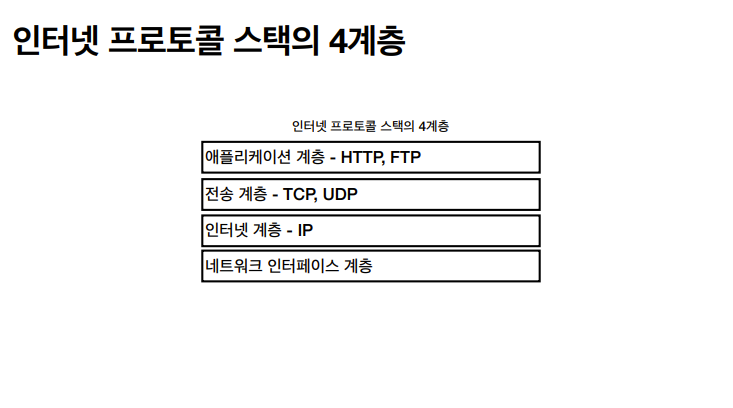 인터넷 프로토콜 스택의 4계층
인터넷 프로토콜 스택의 4계층
애플리케이션 계층 - HTTP, FTP
전송 계층 - TCP, UDP
인터넷 계층 - IP
네트워크 인터페이스 계층